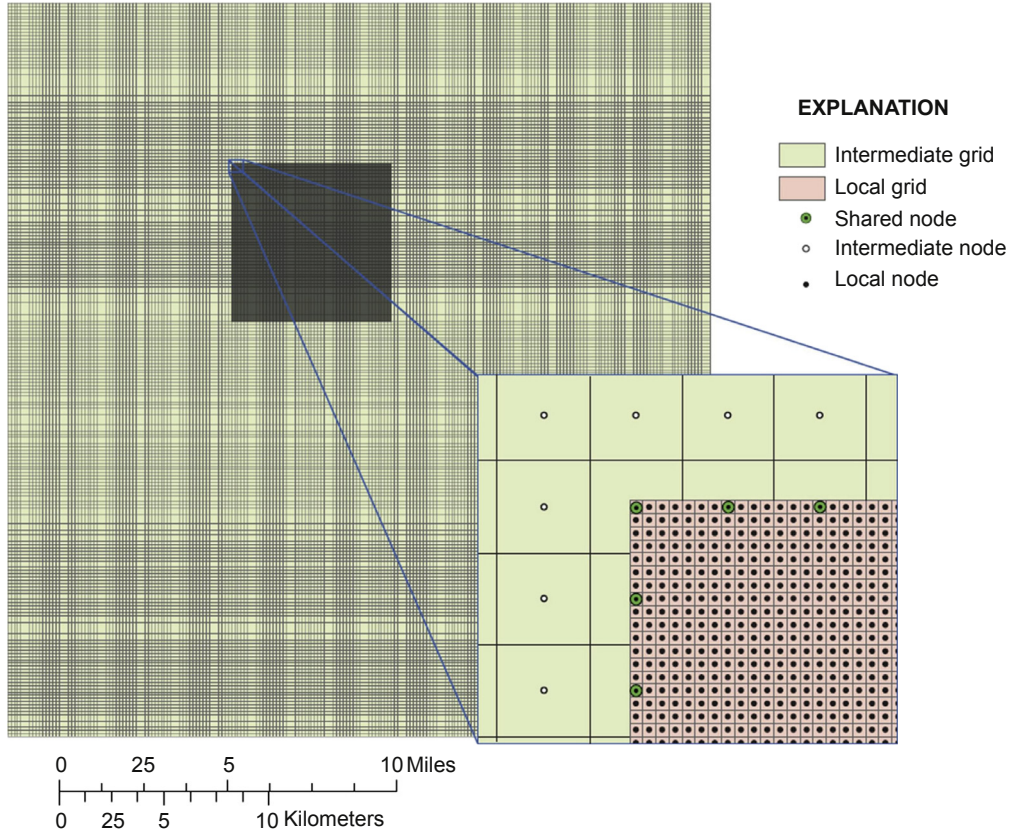 EXPLANATION
Intermediate grid
Local grid
Shared node
Intermediate node
Local node
0 25 5 10 Miles
0 25 5 10 Kilometers